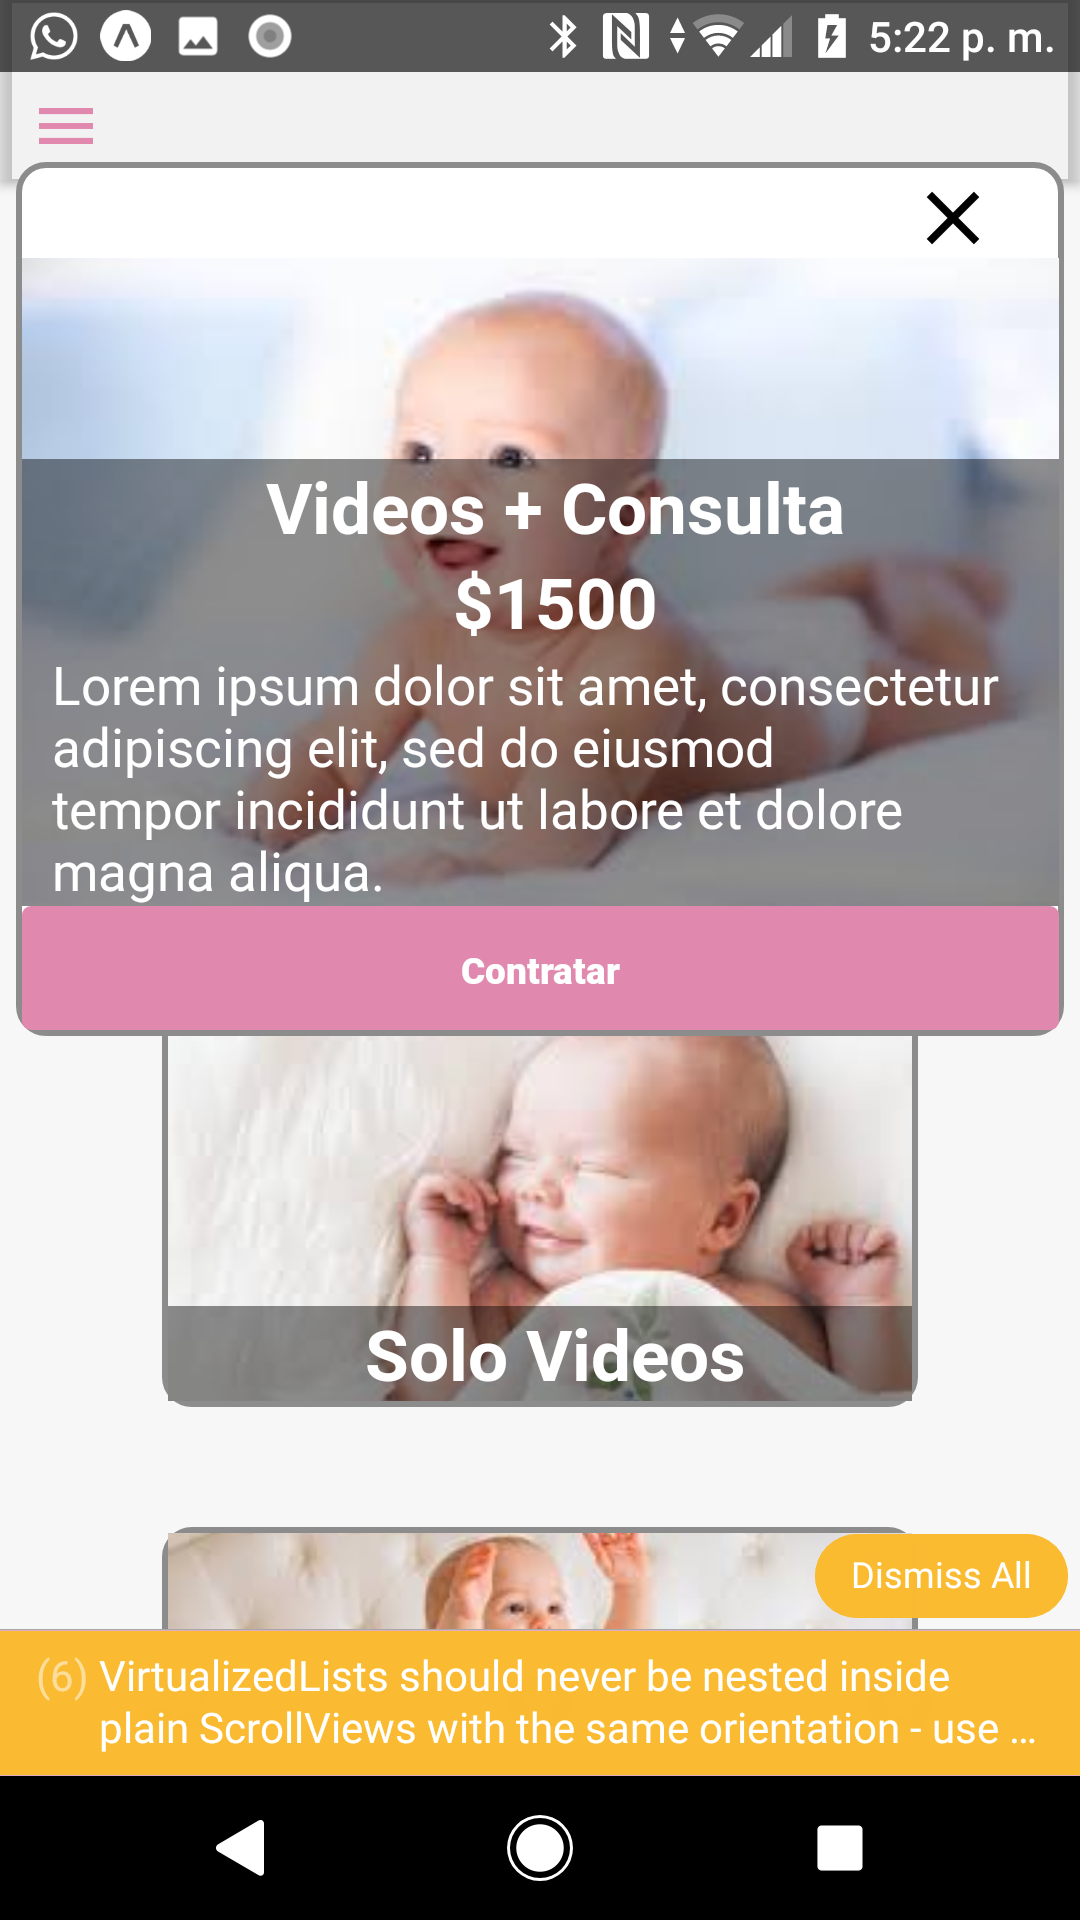 5:22 p. m.
Videos + Consulta
$1500
Lorem ipsum dolor sit amet, consectetur
adipiscing elit, sed do eiusmod
tempor incididunt ut labore et dolore
magna aliqua.
Contratar
Solo Videos
Dismiss All
(6) VirtualizedLists should never be nested inside
plain ScrollViews with the same orientation - use ...